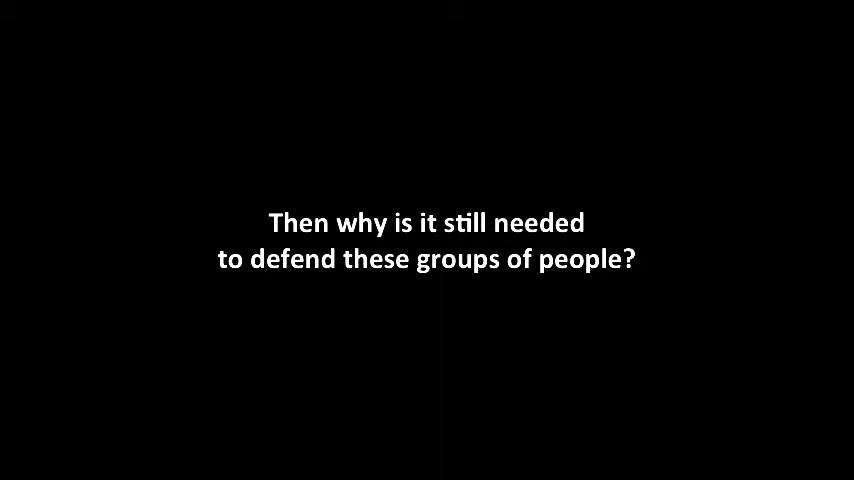 Then why is it still needed
to defend these groups of people?